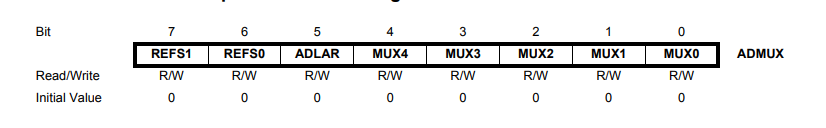 Bit 7 6 5 4 3 2 1 0
REFS1 REFS0 ADLAR MUX4 MUX3 MUX2 MUX1 MUX0 ADMUX
Read/Write R/W R/W R/W R/W R/W R/W R/W R/W
Initial Value 0 0 0 0 0 0 0 0